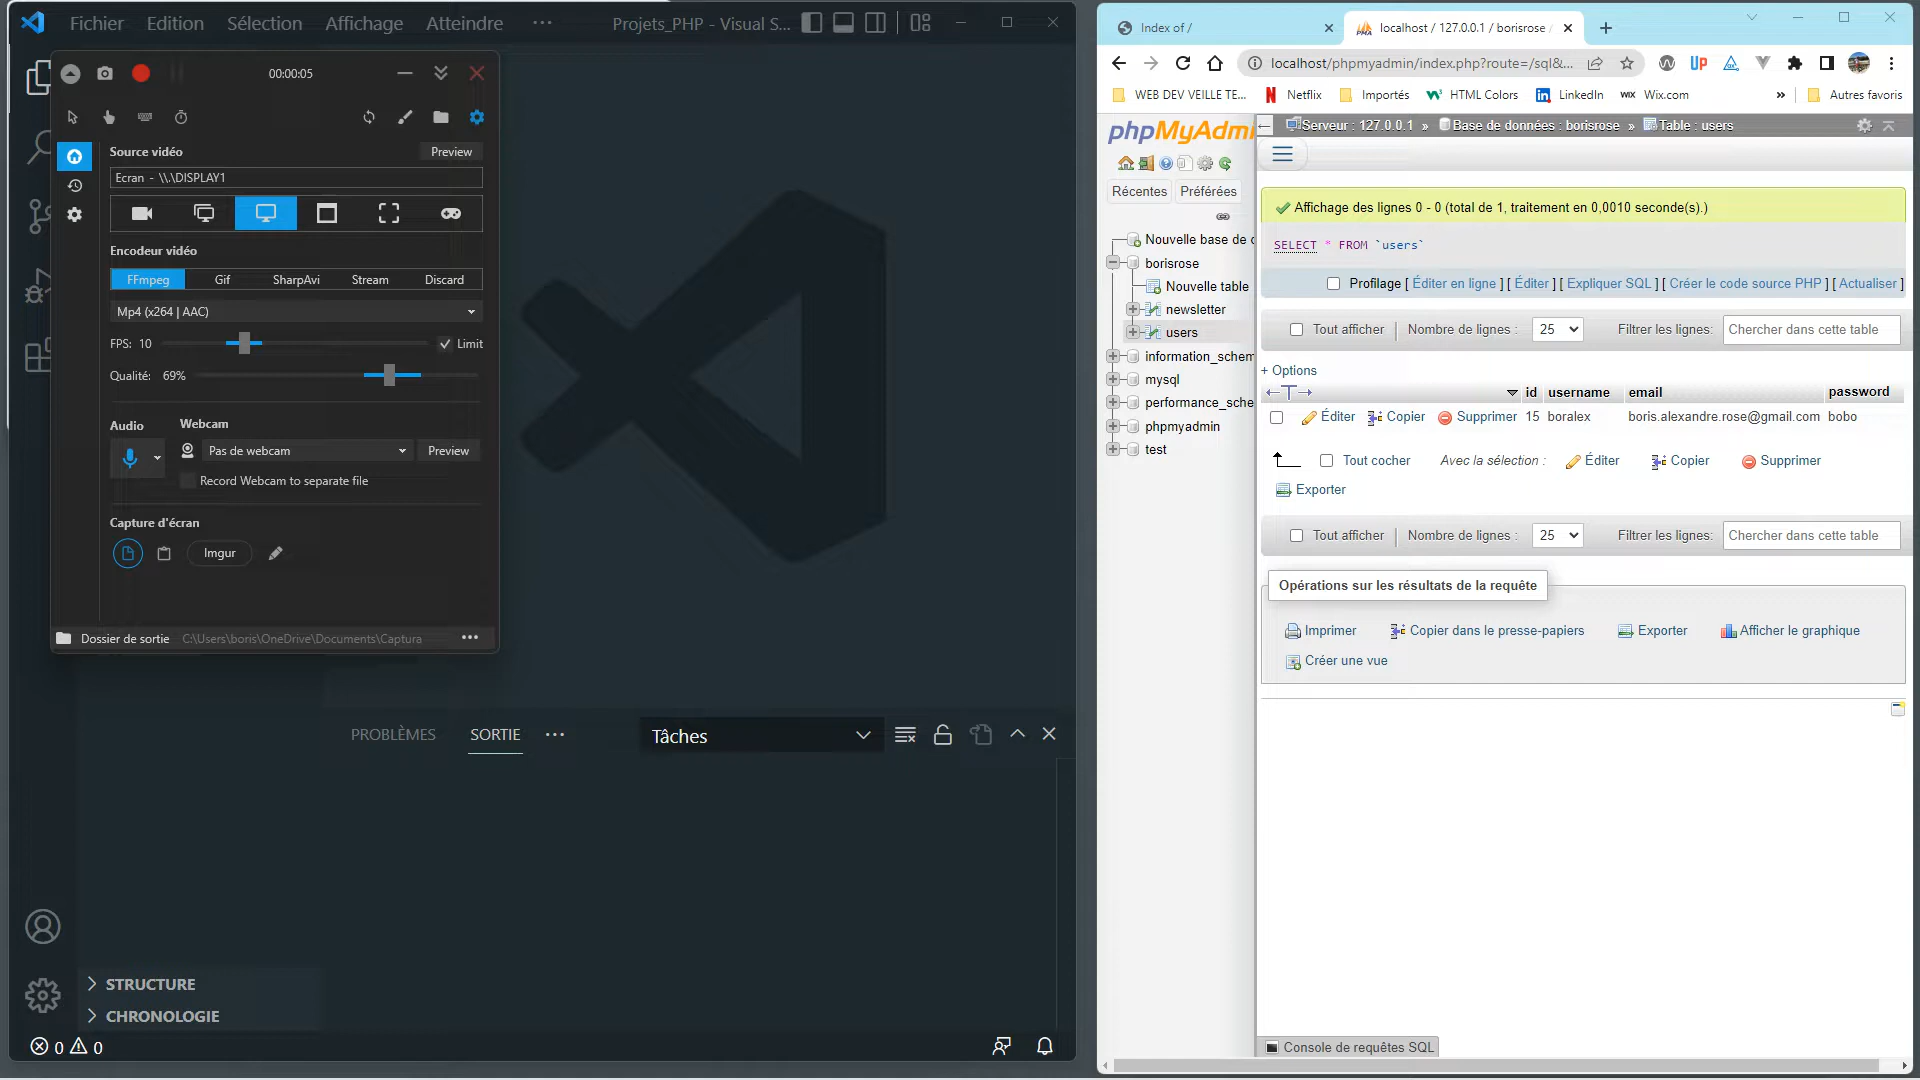 Fichier Edition Sélection Affichage Atteindre ··· Projets_PHP - Visual S...
00:00:05
Source vidéo Preview
Ecran - \\.\DISPLAY1
Encodeur vidéo
FFmpeg Gif SharpAvi Stream Discard
Mp4 (x264 | AAC)
FPS: 10 Limit
Qualité: 69%
Audio Webcam
Pas de webcam Preview
Record Webcam to separate file
Capture d'écran
Imgur
Dossier de sortie C:\Users\boris\OneDrive\Documents\Captura •••
PROBLÈMES SORTIE ··· Tâches
STRUCTURE
CHRONOLOGIE
0 0
Index of / localhost / 127.0.0.1 / borisrose
localhost/phpmyadmin/index.php?route=/sql&...
WEB DEV VEILLE TE... Netflix Importés HTML Colors LinkedIn WIX Wix.com » Autres favoris
phpMyAdmi
Récentes Préférées
Nouvelle base de
borisrose
Nouvelle table
newsletter
users
information_schem
mysql
performance_sche
phpmyadmin
test
Serveur : 127.0.0.1 » Base de données : borisrose » Table : users
Affichage des lignes 0 - 0 (total de 1, traitement en 0,0010 seconde(s).)
SELECT * FROM `users`
Profilage [ Éditer en ligne ] [ Éditer ] [ Expliquer SQL ] [ Créer le code source PHP ] [ Actualiser ]
Tout afficher Nombre de lignes : 25 Filtrer les lignes: Chercher dans cette table
+ Options
id username email password
Éditer Copier Supprimer 15 boralex boris.alexandre.rose@gmail.com bobo
Tout cocher Avec la sélection : Éditer Copier Supprimer
Exporter
Tout afficher Nombre de lignes : 25 Filtrer les lignes: Chercher dans cette table
Opérations sur les résultats de la requête
Imprimer Copier dans le presse-papiers Exporter Afficher le graphique
Créer une vue
Console de requêtes SQL